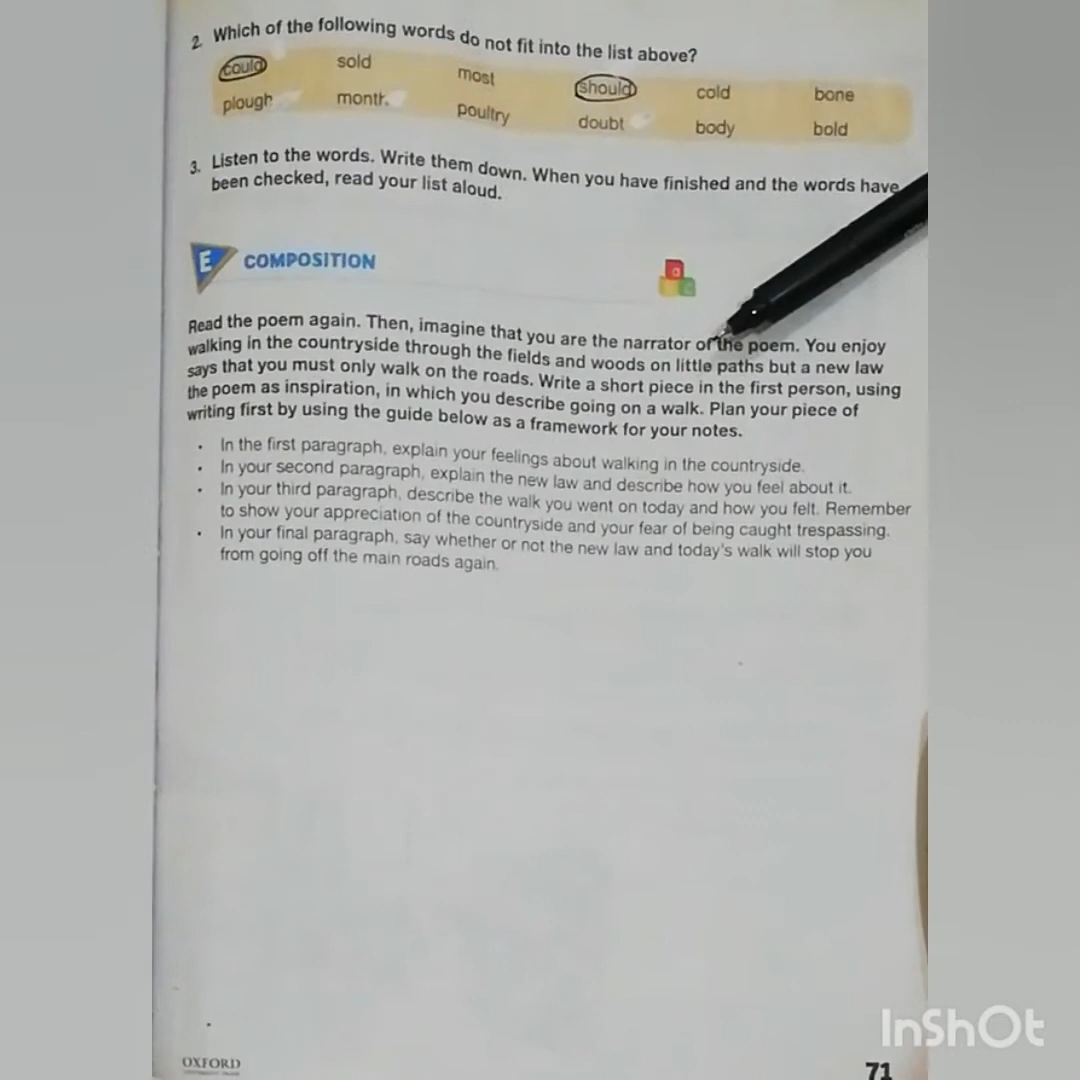 2. Which of the following words do not fit into the list above?
could sold most should cold bone
plough month poultry doubt body bold
3. Listen to the words. Write them down. When you have finished and the words have
been checked, read your list aloud.
E COMPOSITION
a
Read the poem again. Then, imagine that you are the narrator of the poem. You enjoy
walking in the countryside through the fields and woods on little paths but a new law
says that you must only walk on the roads. Write a short piece in the first person, using
the poem as inspiration, in which you describe going on a walk. Plan your piece of
writing first by using the guide below as a framework for your notes.
• In the first paragraph, explain your feelings about walking in the countryside.
• In your second paragraph, explain the new law and describe how you feel about it.
• In your third paragraph, describe the walk you went on today and how you felt. Remember
to show your appreciation of the countryside and your fear of being caught trespassing.
• In your final paragraph, say whether or not the new law and today's walk will stop you
from going off the main roads again.
OXFORD
71
InShOt